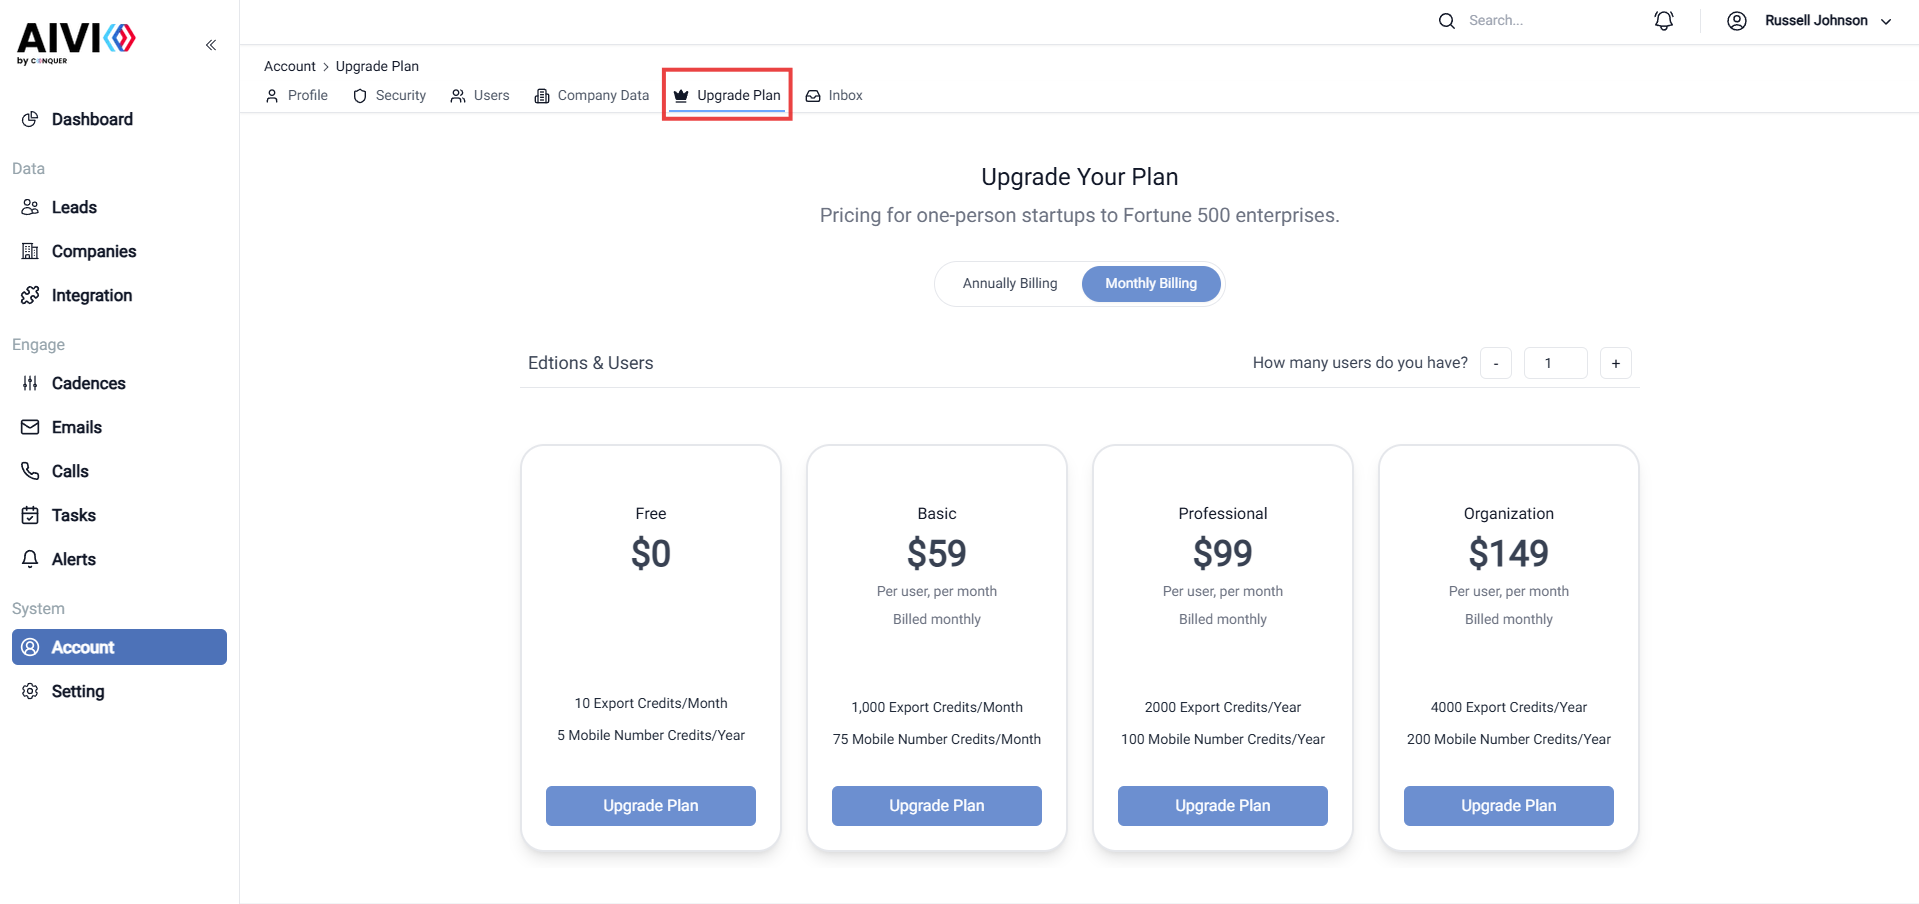 AIVI
by CONQUER
Search...
Russell Johnson
Account > Upgrade Plan
Profile Security Users Company Data Upgrade Plan Inbox
Dashboard
Data
Leads
Companies
Integration
Engage
Cadences
Emails
Calls
Tasks
Alerts
System
Account
Setting
Upgrade Your Plan
Pricing for one-person startups to Fortune 500 enterprises.
Annually Billing Monthly Billing
Edtions & Users
How many users do you have? - 1 +
Free
$0
10 Export Credits/Month
5 Mobile Number Credits/Year
Upgrade Plan
Basic
$59
Per user, per month
Billed monthly
1,000 Export Credits/Month
75 Mobile Number Credits/Month
Upgrade Plan
Professional
$99
Per user, per month
Billed monthly
2000 Export Credits/Year
100 Mobile Number Credits/Year
Upgrade Plan
Organization
$149
Per user, per month
Billed monthly
4000 Export Credits/Year
200 Mobile Number Credits/Year
Upgrade Plan